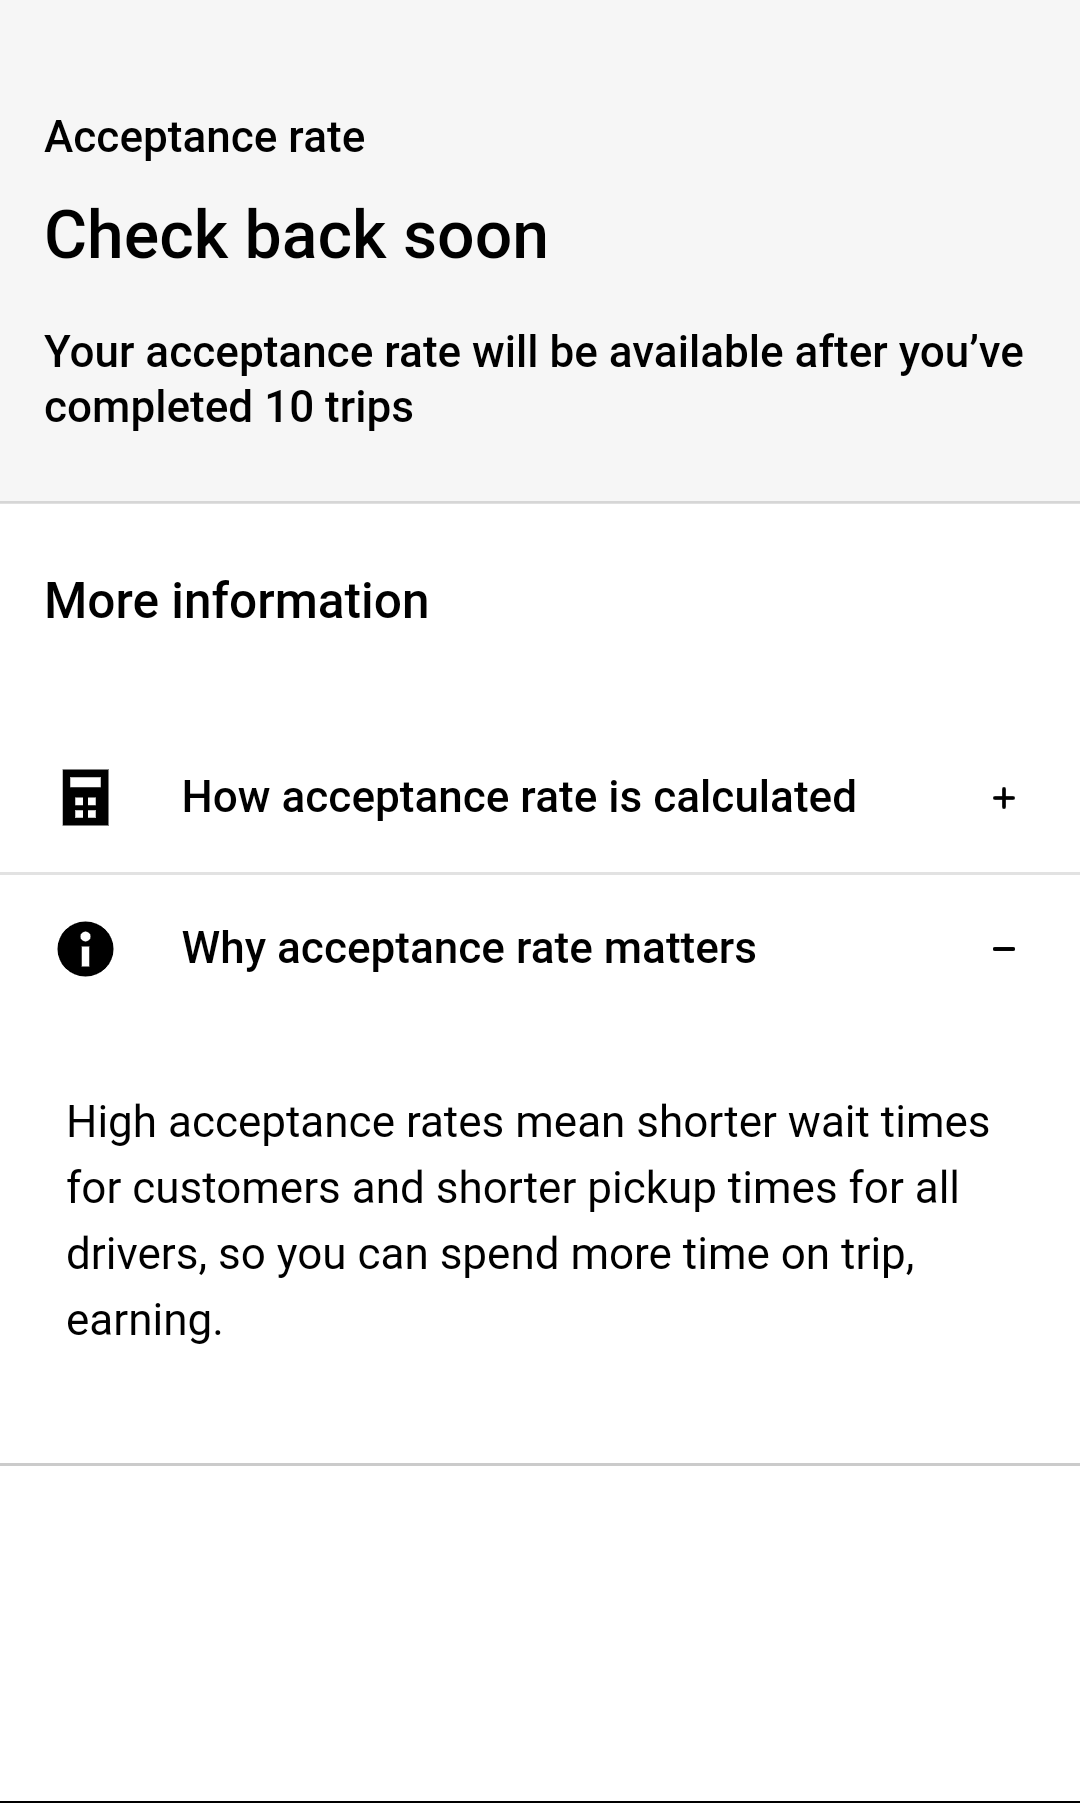 Acceptance rate
Check back soon
Your acceptance rate will be available after you’ve
completed 10 trips
More information
How acceptance rate is calculated +
Why acceptance rate matters −
High acceptance rates mean shorter wait times
for customers and shorter pickup times for all
drivers, so you can spend more time on trip,
earning.